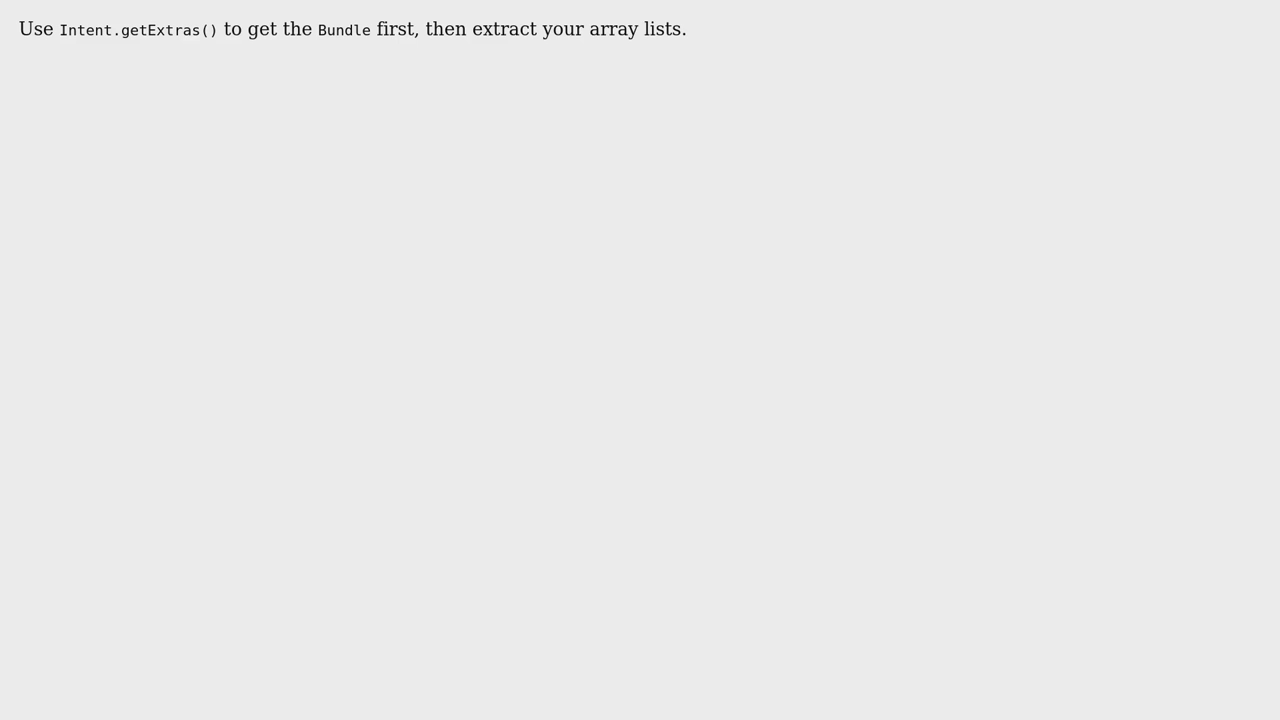 Use Intent.getExtras() to get the Bundle first, then extract your array lists.